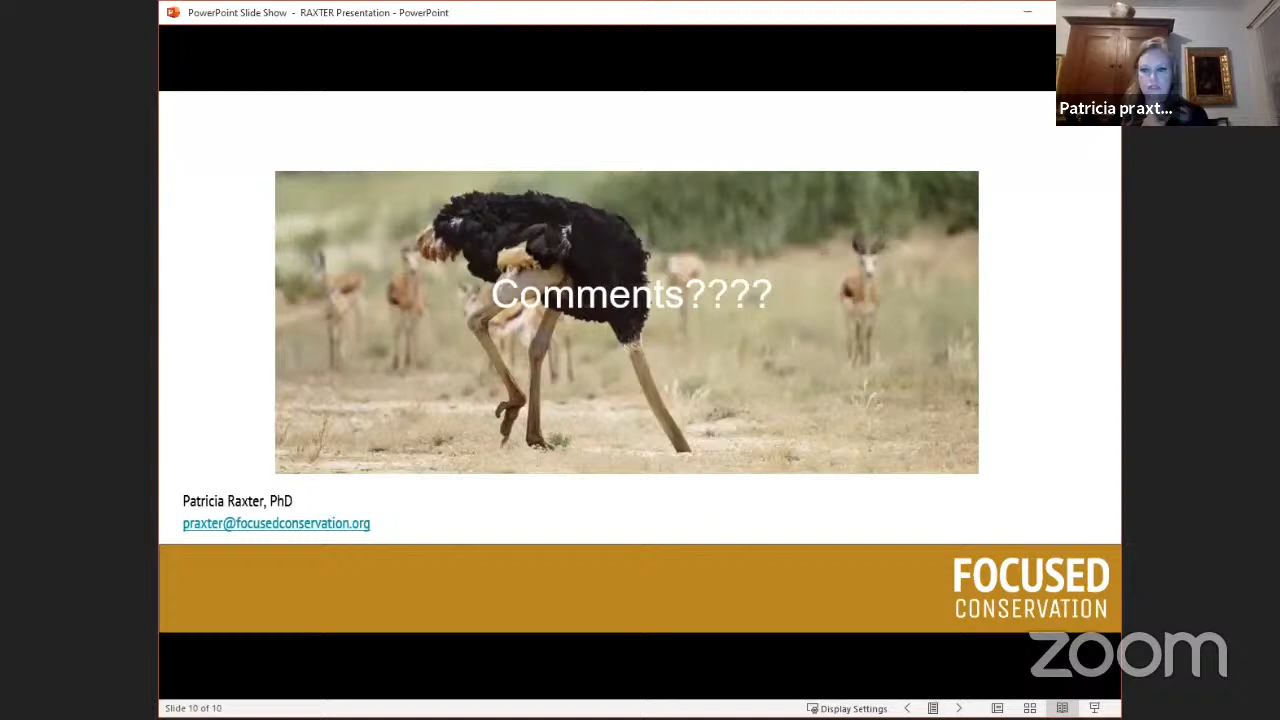 PowerPoint Slide Show - RAXTER Presentation - PowerPoint
Patricia praxt...
Comments????
Patricia Raxter, PhD
praxter@focusedconservation.org
FOCUSED
CONSERVATION
zoom
Slide 10 of 10
Display Settings